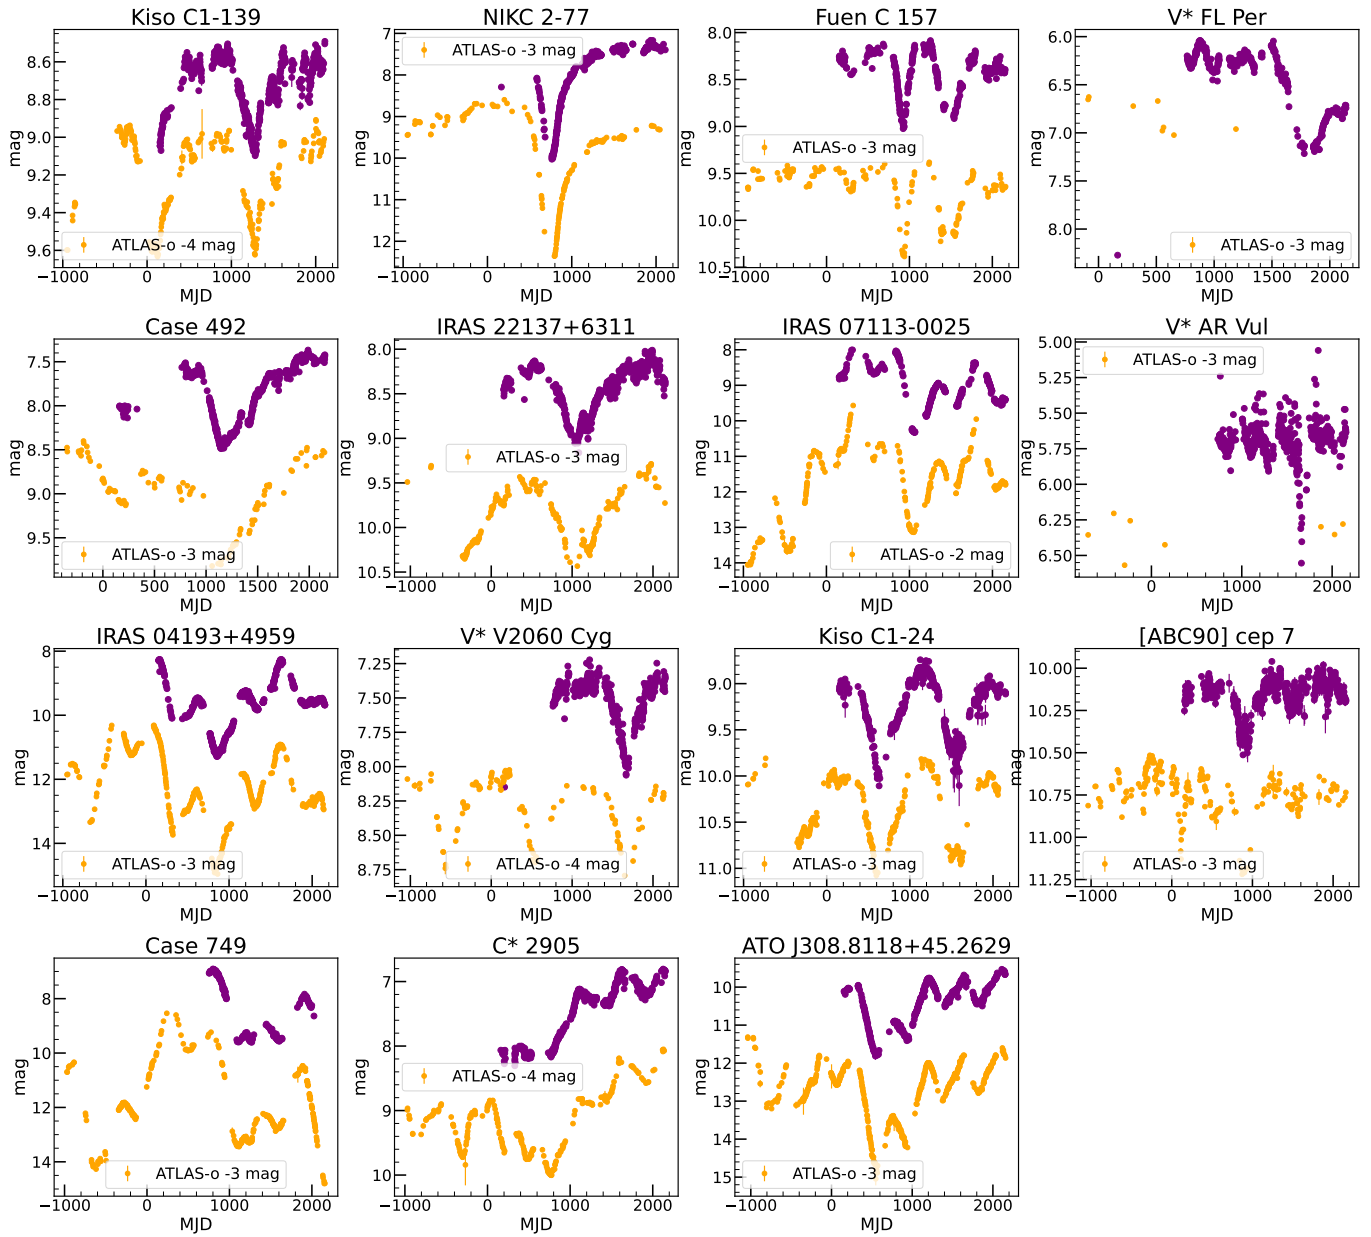 Kiso C1-139
8.6
8.8
9.0
9.2
9.4
9.6
mag
ATLAS-o -4 mag
−1000 0 1000 2000
MJD
NIKC 2-77
7
8
9
10
11
12
mag
ATLAS-o -3 mag
−1000 0 1000 2000
MJD
Fuen C 157
8.0
8.5
9.0
9.5
10.0
10.5
mag
ATLAS-o -3 mag
−1000 0 1000 2000
MJD
V* FL Per
6.0
6.5
7.0
7.5
8.0
mag
ATLAS-o -3 mag
0 500 1000 1500 2000
MJD
Case 492
7.5
8.0
8.5
9.0
9.5
mag
ATLAS-o -3 mag
0 500 1000 1500 2000
MJD
IRAS 22137+6311
8.0
8.5
9.0
9.5
10.0
10.5
mag
ATLAS-o -3 mag
−1000 0 1000 2000
MJD
IRAS 07113-0025
8
9
10
11
12
13
14
mag
ATLAS-o -2 mag
−1000 0 1000 2000
MJD
V* AR Vul
5.00
5.25
5.50
5.75
6.00
6.25
6.50
mag
ATLAS-o -3 mag
0 1000 2000
MJD
IRAS 04193+4959
8
10
12
14
mag
ATLAS-o -3 mag
−1000 0 1000 2000
MJD
V* V2060 Cyg
7.25
7.50
7.75
8.00
8.25
8.50
8.75
mag
ATLAS-o -4 mag
−1000 0 1000 2000
MJD
Kiso C1-24
9.0
9.5
10.0
10.5
11.0
mag
ATLAS-o -3 mag
−1000 0 1000 2000
MJD
[ABC90] cep 7
10.00
10.25
10.50
10.75
11.00
11.25
mag
ATLAS-o -3 mag
−1000 0 1000 2000
MJD
Case 749
8
10
12
14
mag
ATLAS-o -3 mag
−1000 0 1000 2000
MJD
C* 2905
7
8
9
10
mag
ATLAS-o -4 mag
−1000 0 1000 2000
MJD
ATO J308.8118+45.2629
10
11
12
13
14
15
mag
ATLAS-o -3 mag
−1000 0 1000 2000
MJD